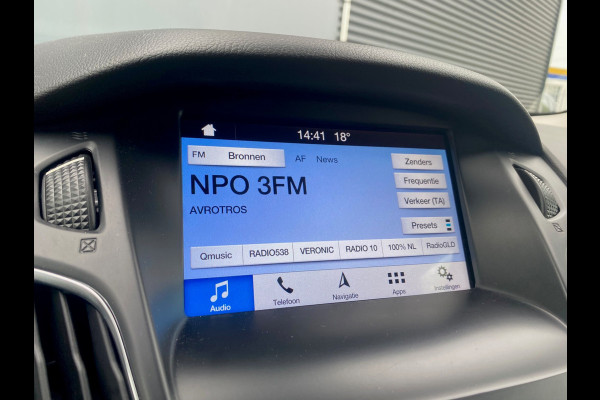 14:41 18°
FM Bronnen AF News Zenders
NPO 3FM Frequentie
AVROTROS Verkeer (TA)
Presets
Qmusic RADIO538 VERONIC RADIO 10 100% NL RadioGLD
Audio Telefoon Navigatie Apps Instellingen